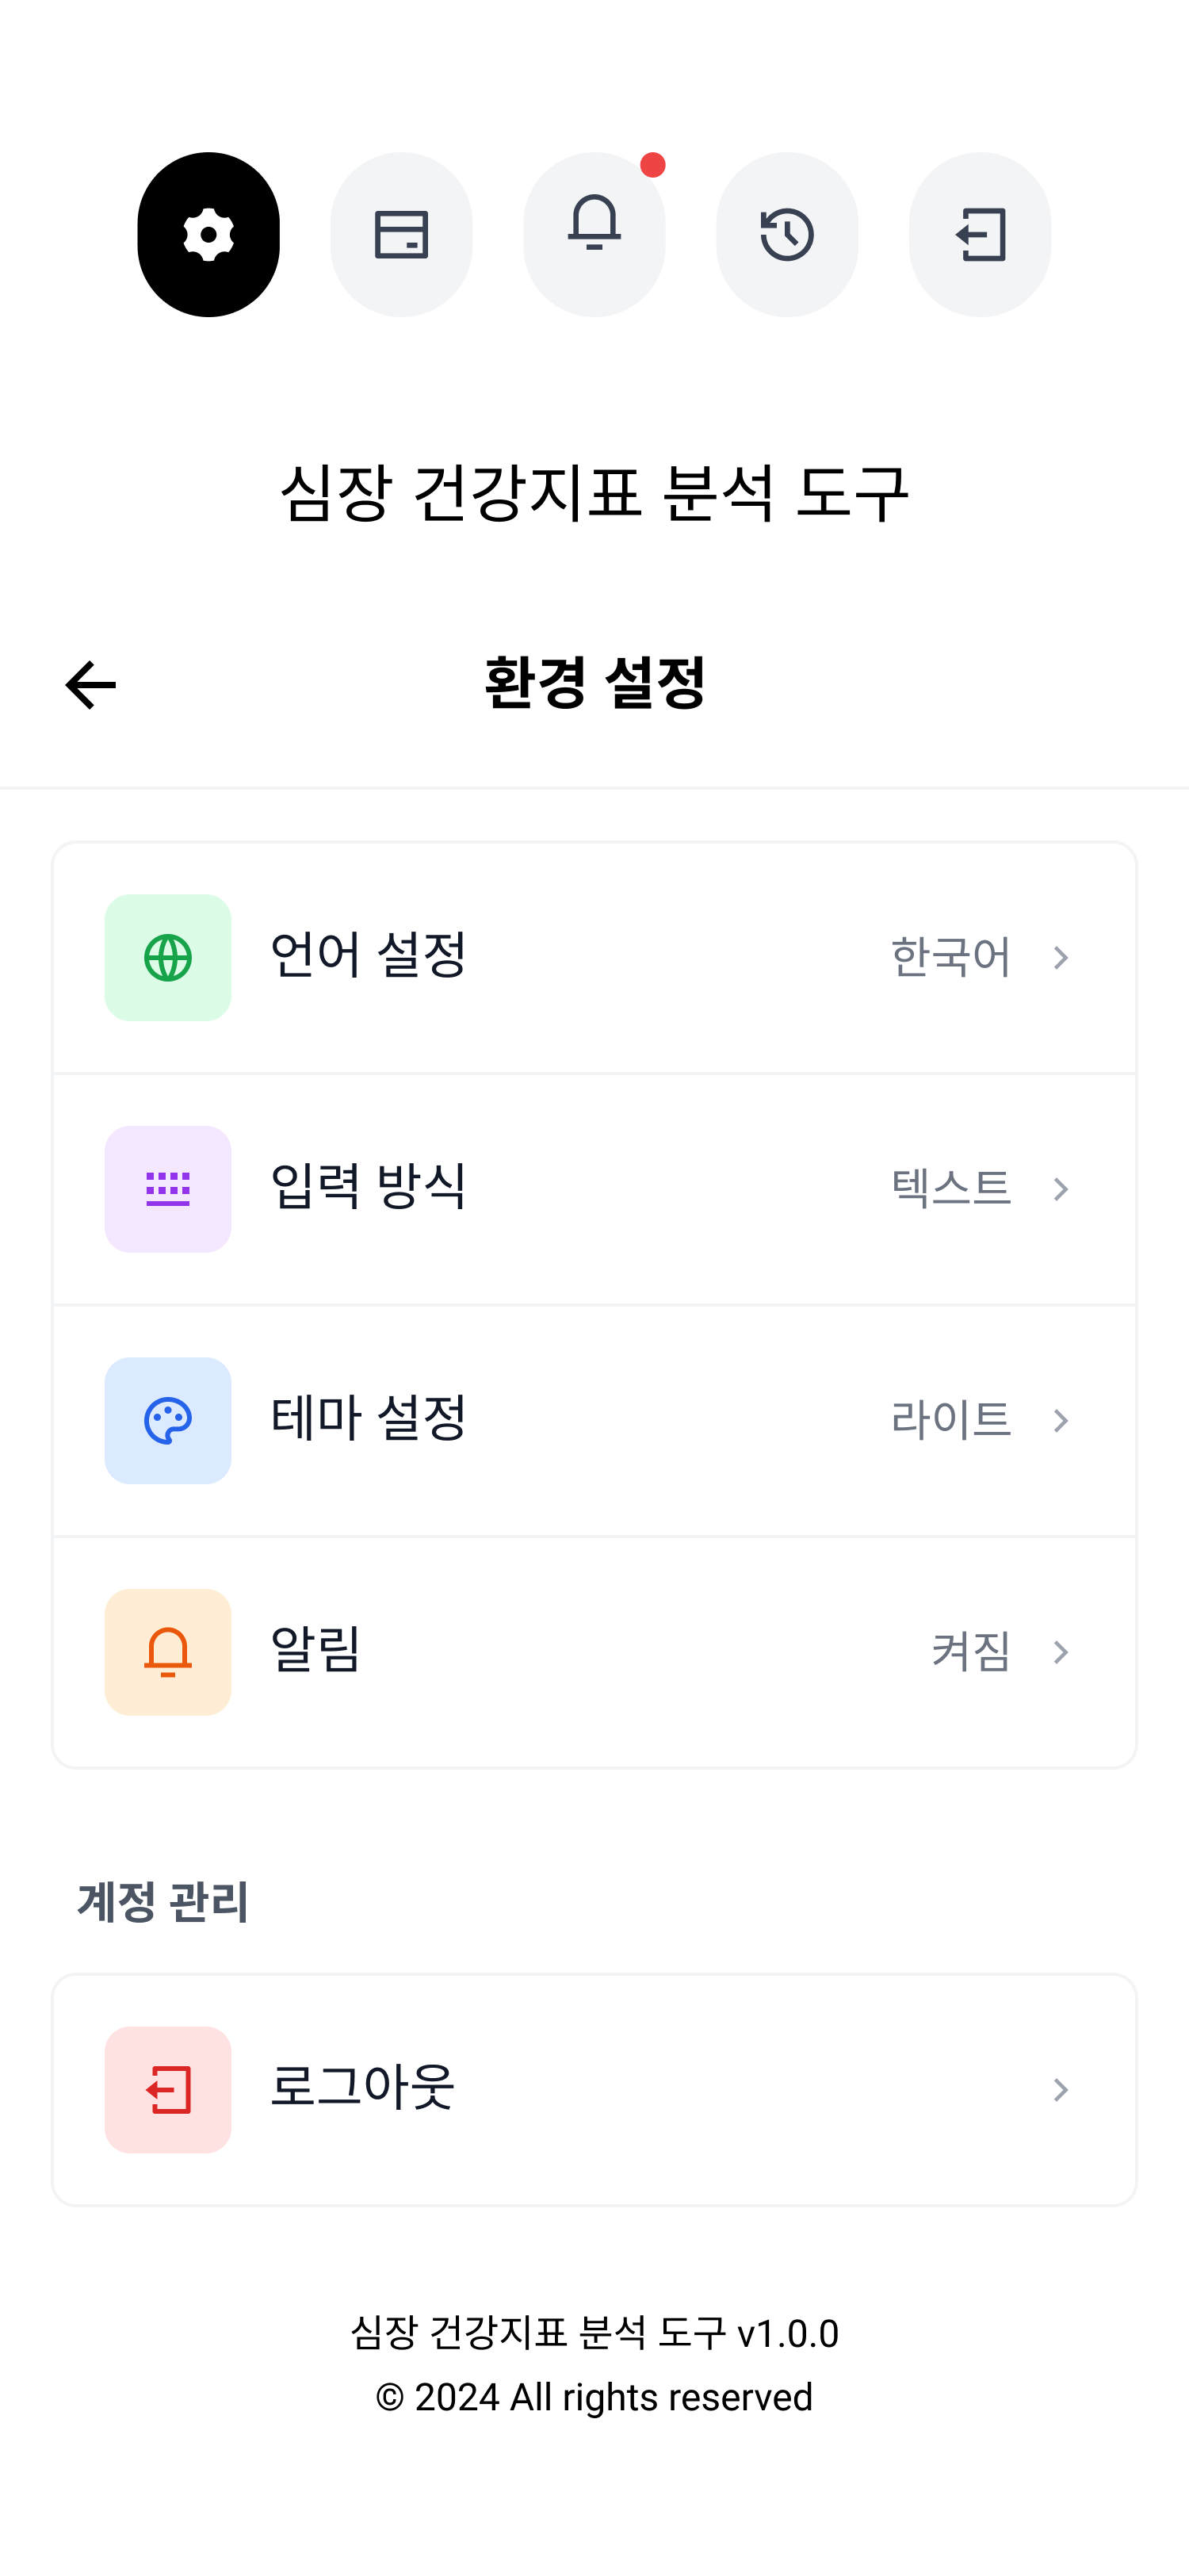 심장 건강지표 분석 도구
환경 설정
언어 설정 한국어
입력 방식 텍스트
테마 설정 라이트
알림 켜짐
계정 관리
로그아웃
심장 건강지표 분석 도구 v1.0.0
© 2024 All rights reserved